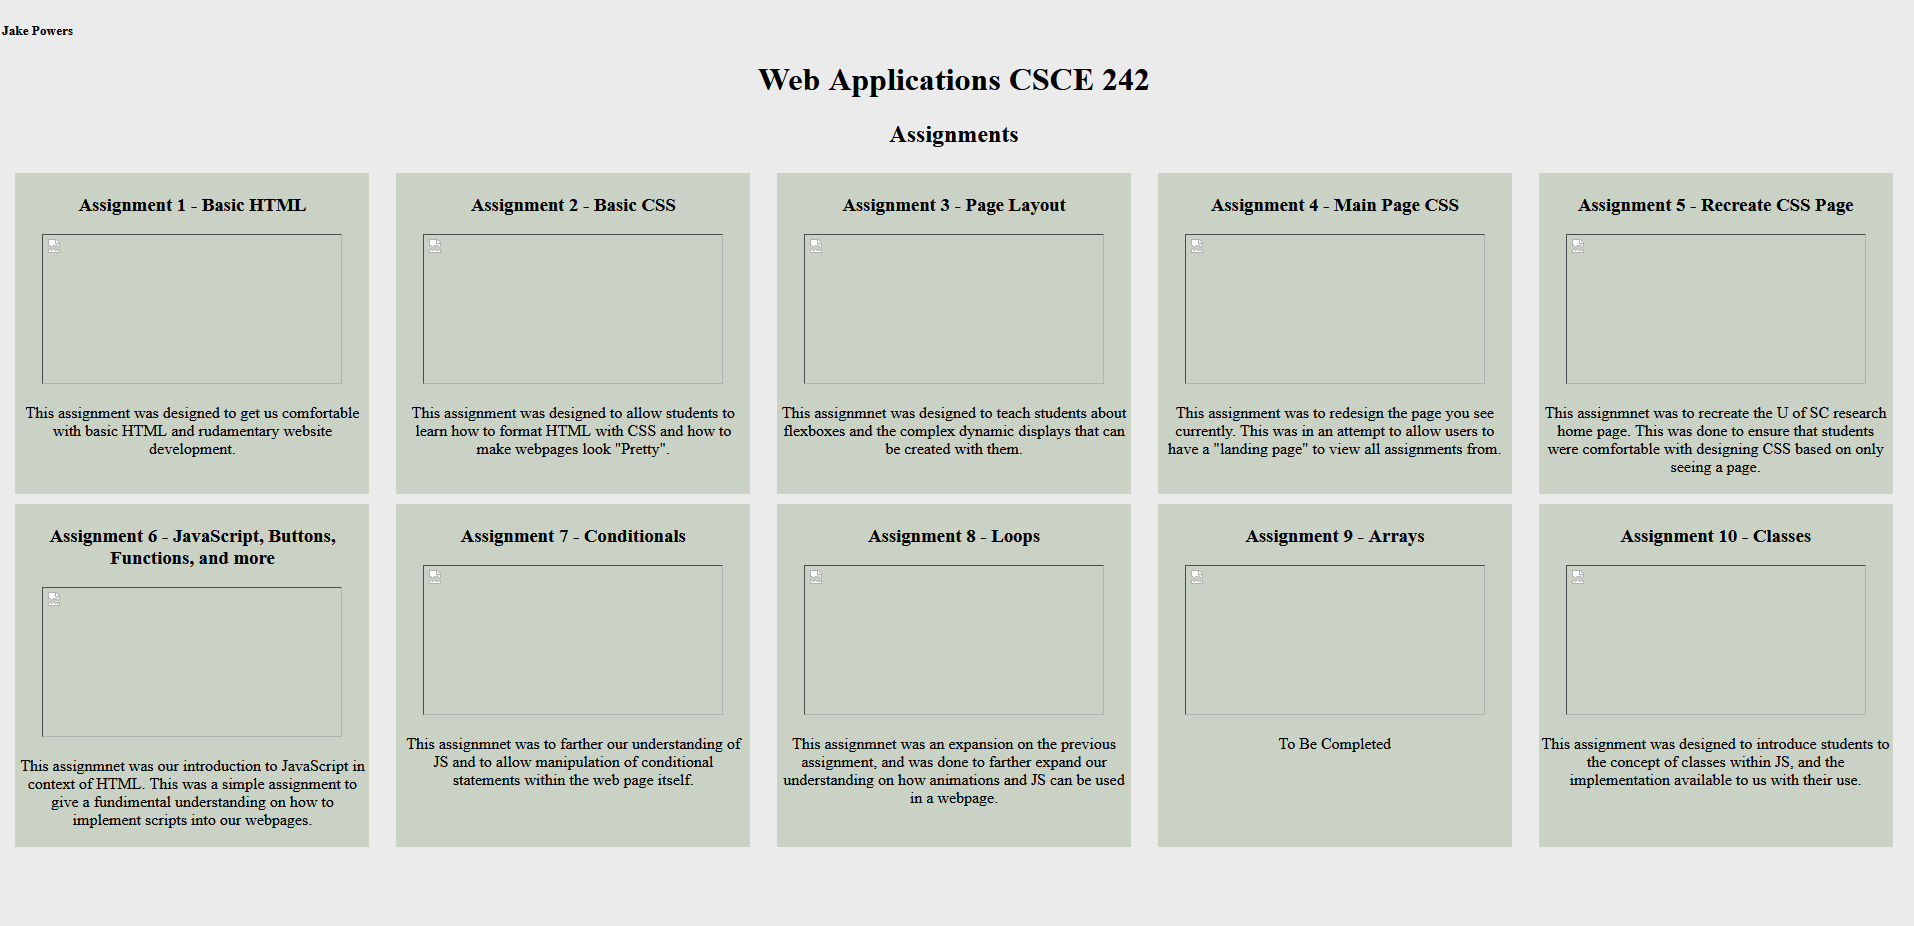 Jake Powers
Web Applications CSCE 242
Assignments
Assignment 1 - Basic HTML
This assignment was designed to get us comfortable
with basic HTML and rudamentary website
development.
Assignment 2 - Basic CSS
This assignment was designed to allow students to
learn how to format HTML with CSS and how to
make webpages look "Pretty".
Assignment 3 - Page Layout
This assignmnet was designed to teach students about
flexboxes and the complex dynamic displays that can
be created with them.
Assignment 4 - Main Page CSS
This assignment was to redesign the page you see
currently. This was in an attempt to allow users to
have a "landing page" to view all assignments from.
Assignment 5 - Recreate CSS Page
This assignmnet was to recreate the U of SC research
home page. This was done to ensure that students
were comfortable with designing CSS based on only
seeing a page.
Assignment 6 - JavaScript, Buttons,
Functions, and more
This assignmnet was our introduction to JavaScript in
context of HTML. This was a simple assignment to
give a fundimental understanding on how to
implement scripts into our webpages.
Assignment 7 - Conditionals
This assignmnet was to farther our understanding of
JS and to allow manipulation of conditional
statements within the web page itself.
Assignment 8 - Loops
This assignmnet was an expansion on the previous
assignment, and was done to farther expand our
understanding on how animations and JS can be used
in a webpage.
Assignment 9 - Arrays
To Be Completed
Assignment 10 - Classes
This assignment was designed to introduce students to
the concept of classes within JS, and the
implementation available to us with their use.